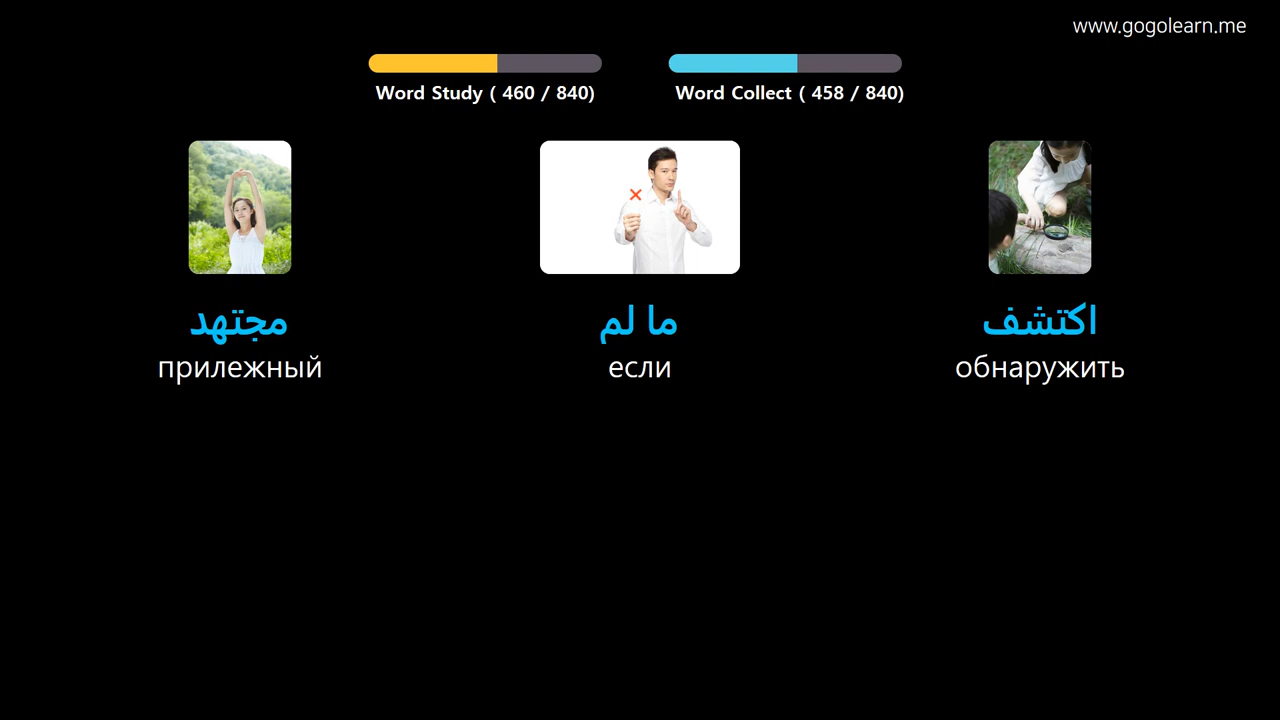 www.gogolearn.me
Word Study ( 460 / 840)
Word Collect ( 458 / 840)
مجتهد
прилежный
ما لم
если
اكتشف
обнаружить